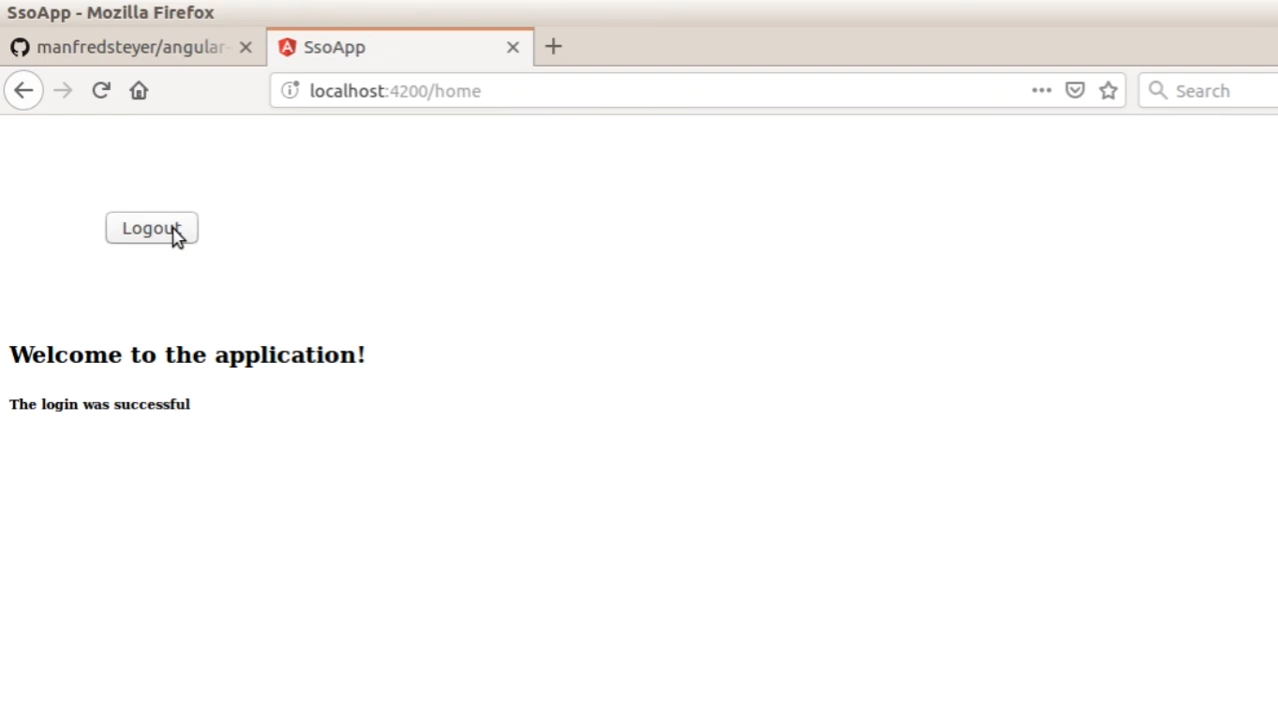 SsoApp - Mozilla Firefox
manfredsteyer/angular-
SsoApp
localhost:4200/home
Search
Logout
Welcome to the application!
The login was successful